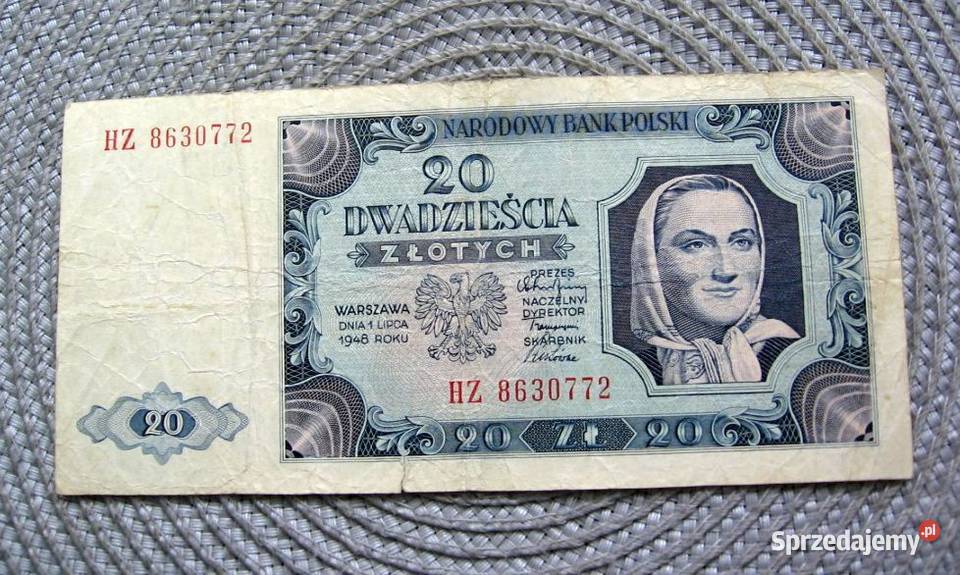 HZ 8630772
NARODOWY BANK POLSKI
20
DWADZIEŚCIA
ZŁOTYCH
PREZES
NACZELNY
DYREKTOR
SKARBNIK
WARSZAWA
DNIA 1 LIPCA
1948 ROKU
HZ 8630772
20
20 ZŁ 20
Sprzedajemy.pl